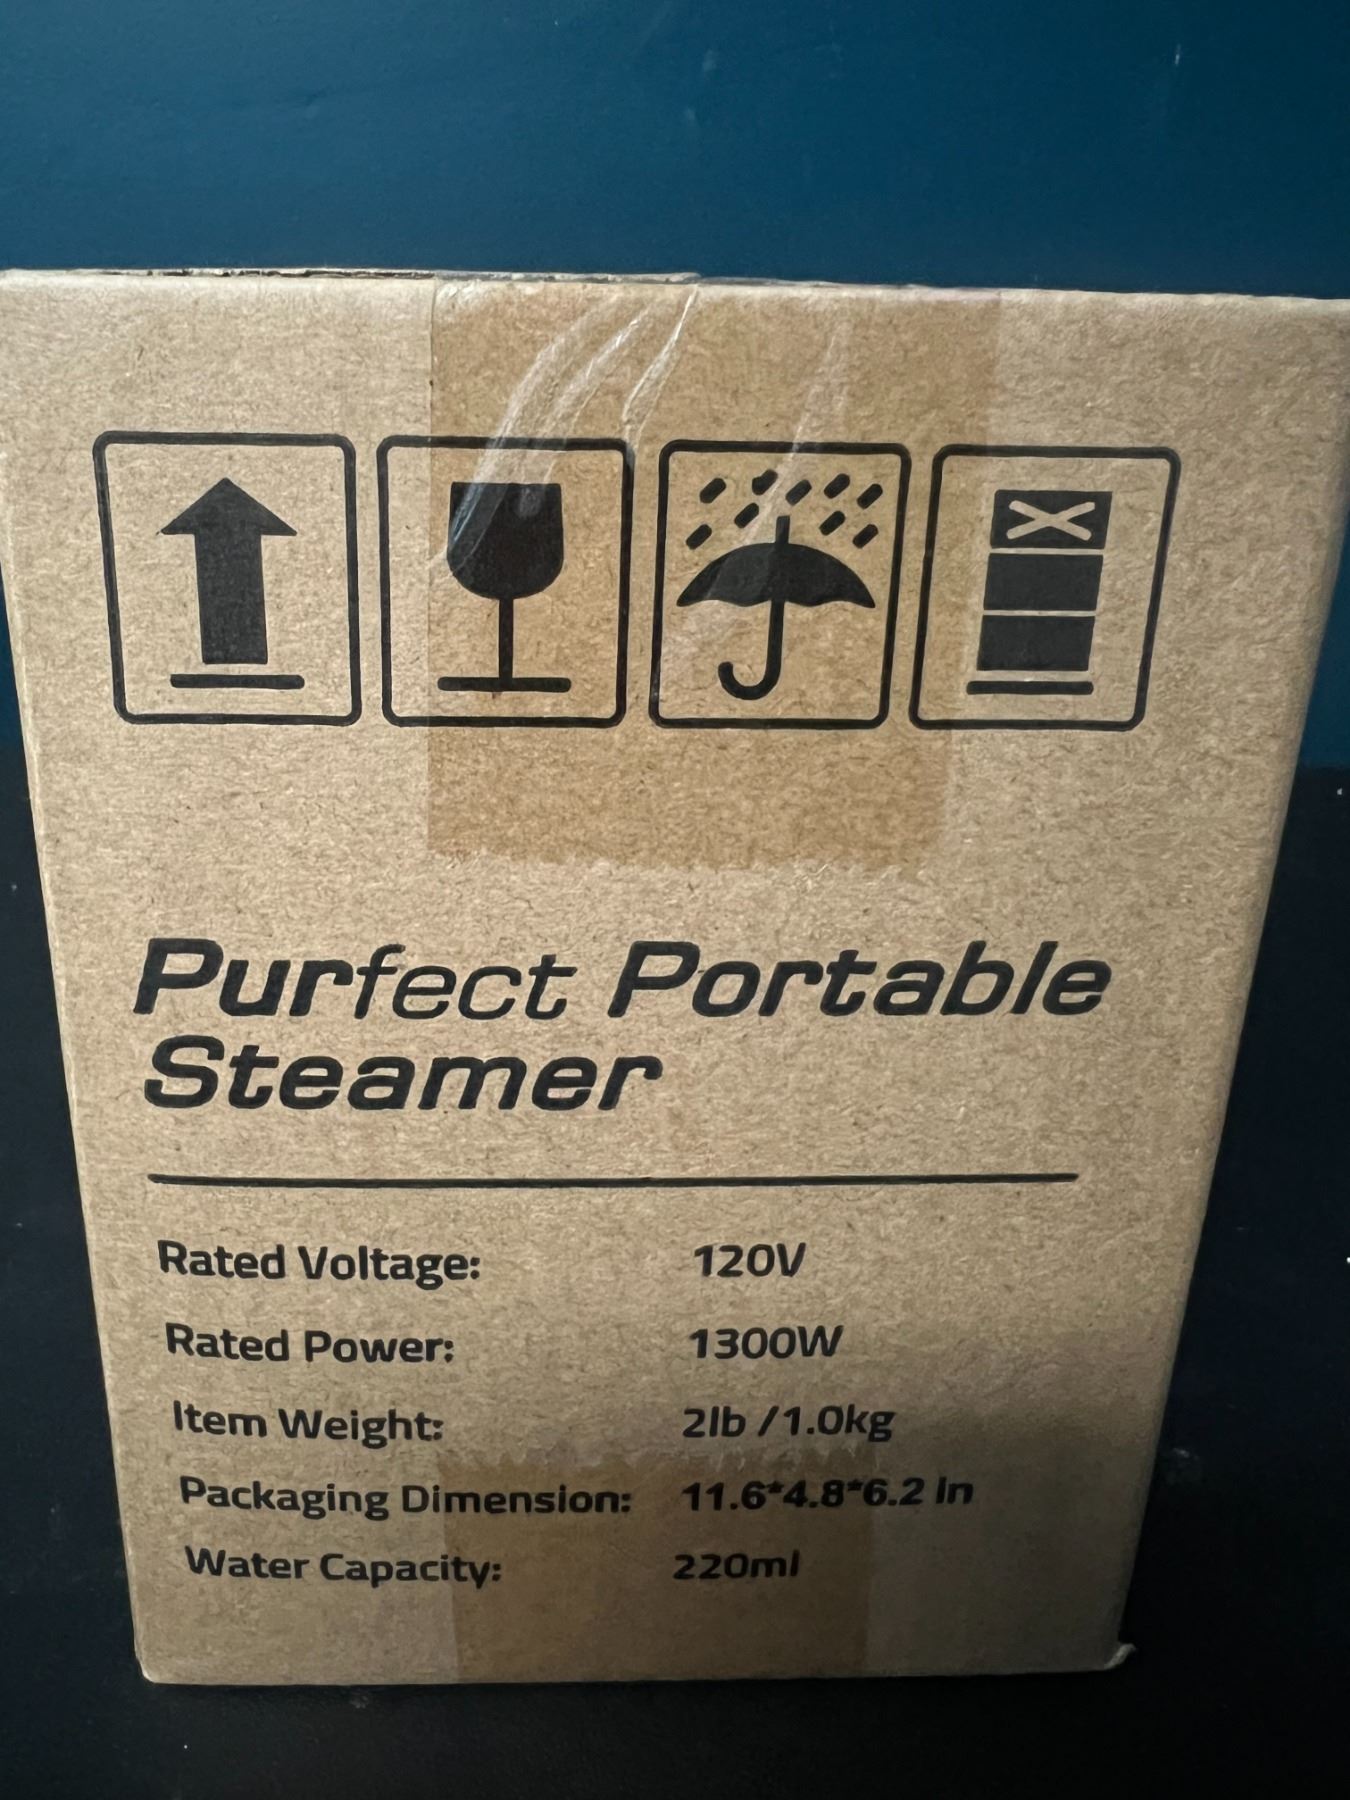 Purfect Portable
Steamer
Rated Voltage: 120V
Rated Power: 1300W
Item Weight: 2lb /1.0kg
Packaging Dimension: 11.6*4.8*6.2 In
Water Capacity: 220ml